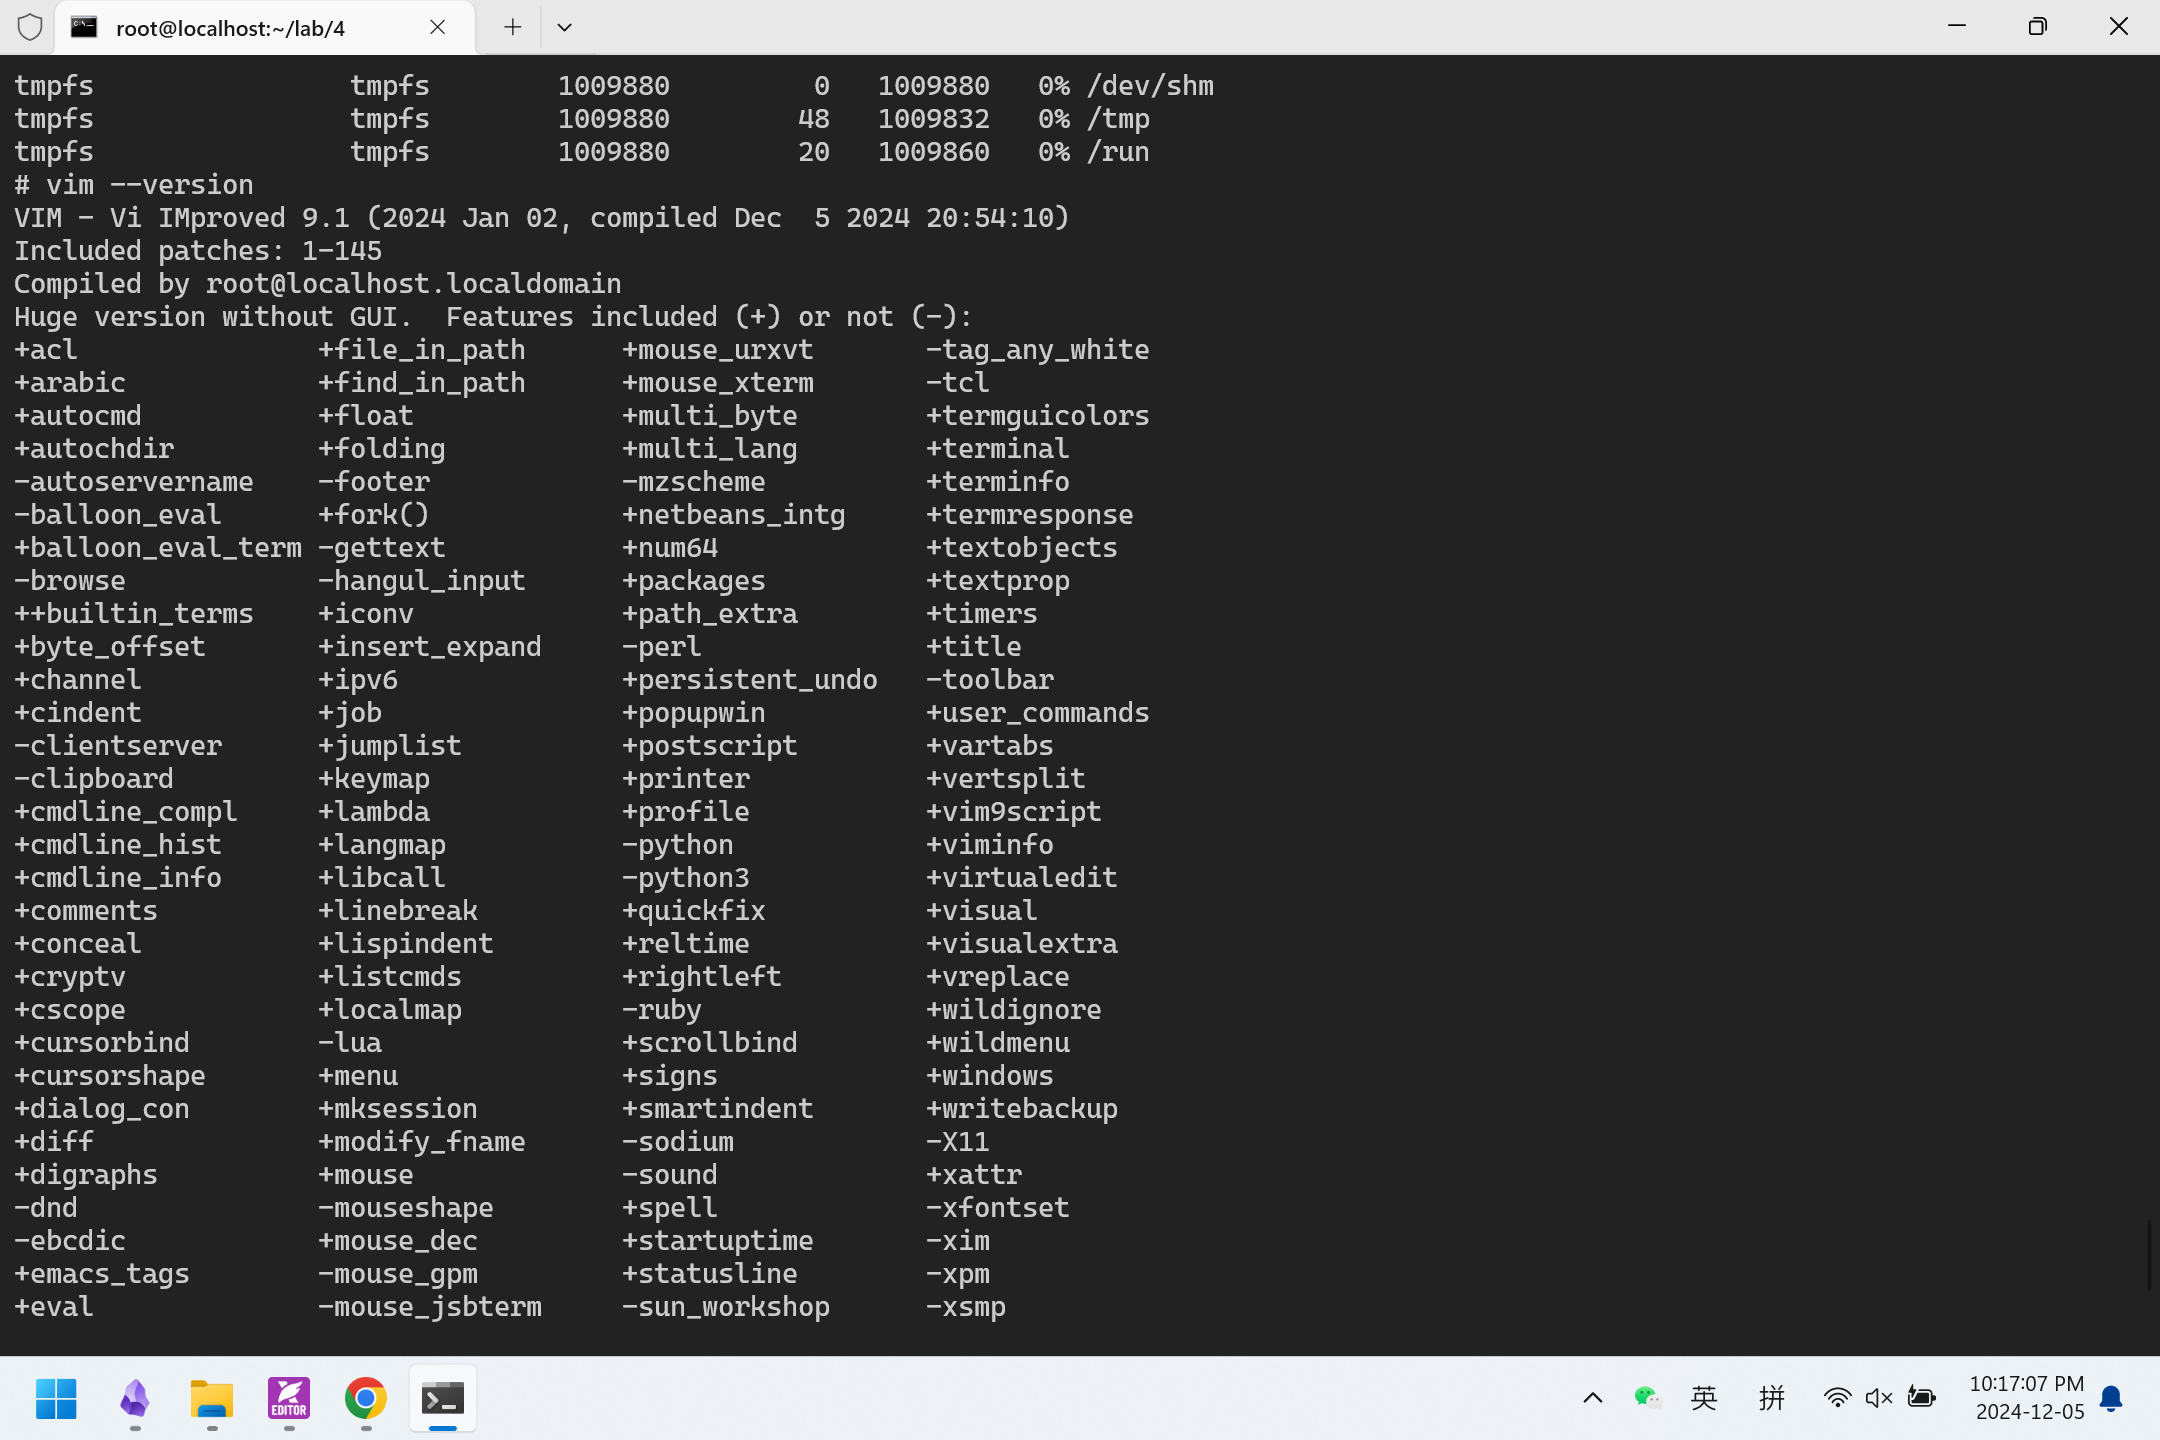 root@localhost:~/lab/4
tmpfs tmpfs 1009880 0 1009880 0% /dev/shm
tmpfs tmpfs 1009880 48 1009832 0% /tmp
tmpfs tmpfs 1009880 20 1009860 0% /run
# vim --version
VIM - Vi IMproved 9.1 (2024 Jan 02, compiled Dec  5 2024 20:54:10)
Included patches: 1-145
Compiled by root@localhost.localdomain
Huge version without GUI.  Features included (+) or not (-):
+acl +file_in_path +mouse_urxvt -tag_any_white
+arabic +find_in_path +mouse_xterm -tcl
+autocmd +float +multi_byte +termguicolors
+autochdir +folding +multi_lang +terminal
-autoservername -footer -mzscheme +terminfo
-balloon_eval +fork() +netbeans_intg +termresponse
+balloon_eval_term -gettext +num64 +textobjects
-browse -hangul_input +packages +textprop
++builtin_terms +iconv +path_extra +timers
+byte_offset +insert_expand -perl +title
+channel +ipv6 +persistent_undo -toolbar
+cindent +job +popupwin +user_commands
-clientserver +jumplist +postscript +vartabs
-clipboard +keymap +printer +vertsplit
+cmdline_compl +lambda +profile +vim9script
+cmdline_hist +langmap -python +viminfo
+cmdline_info +libcall -python3 +virtualedit
+comments +linebreak +quickfix +visual
+conceal +lispindent +reltime +visualextra
+cryptv +listcmds +rightleft +vreplace
+cscope +localmap -ruby +wildignore
+cursorbind -lua +scrollbind +wildmenu
+cursorshape +menu +signs +windows
+dialog_con +mksession +smartindent +writebackup
+diff +modify_fname -sodium -X11
+digraphs +mouse -sound +xattr
-dnd -mouseshape +spell -xfontset
-ebcdic +mouse_dec +startuptime -xim
+emacs_tags -mouse_gpm +statusline -xpm
+eval -mouse_jsbterm -sun_workshop -xsmp
EDITOR
英 拼
10:17:07 PM
2024-12-05